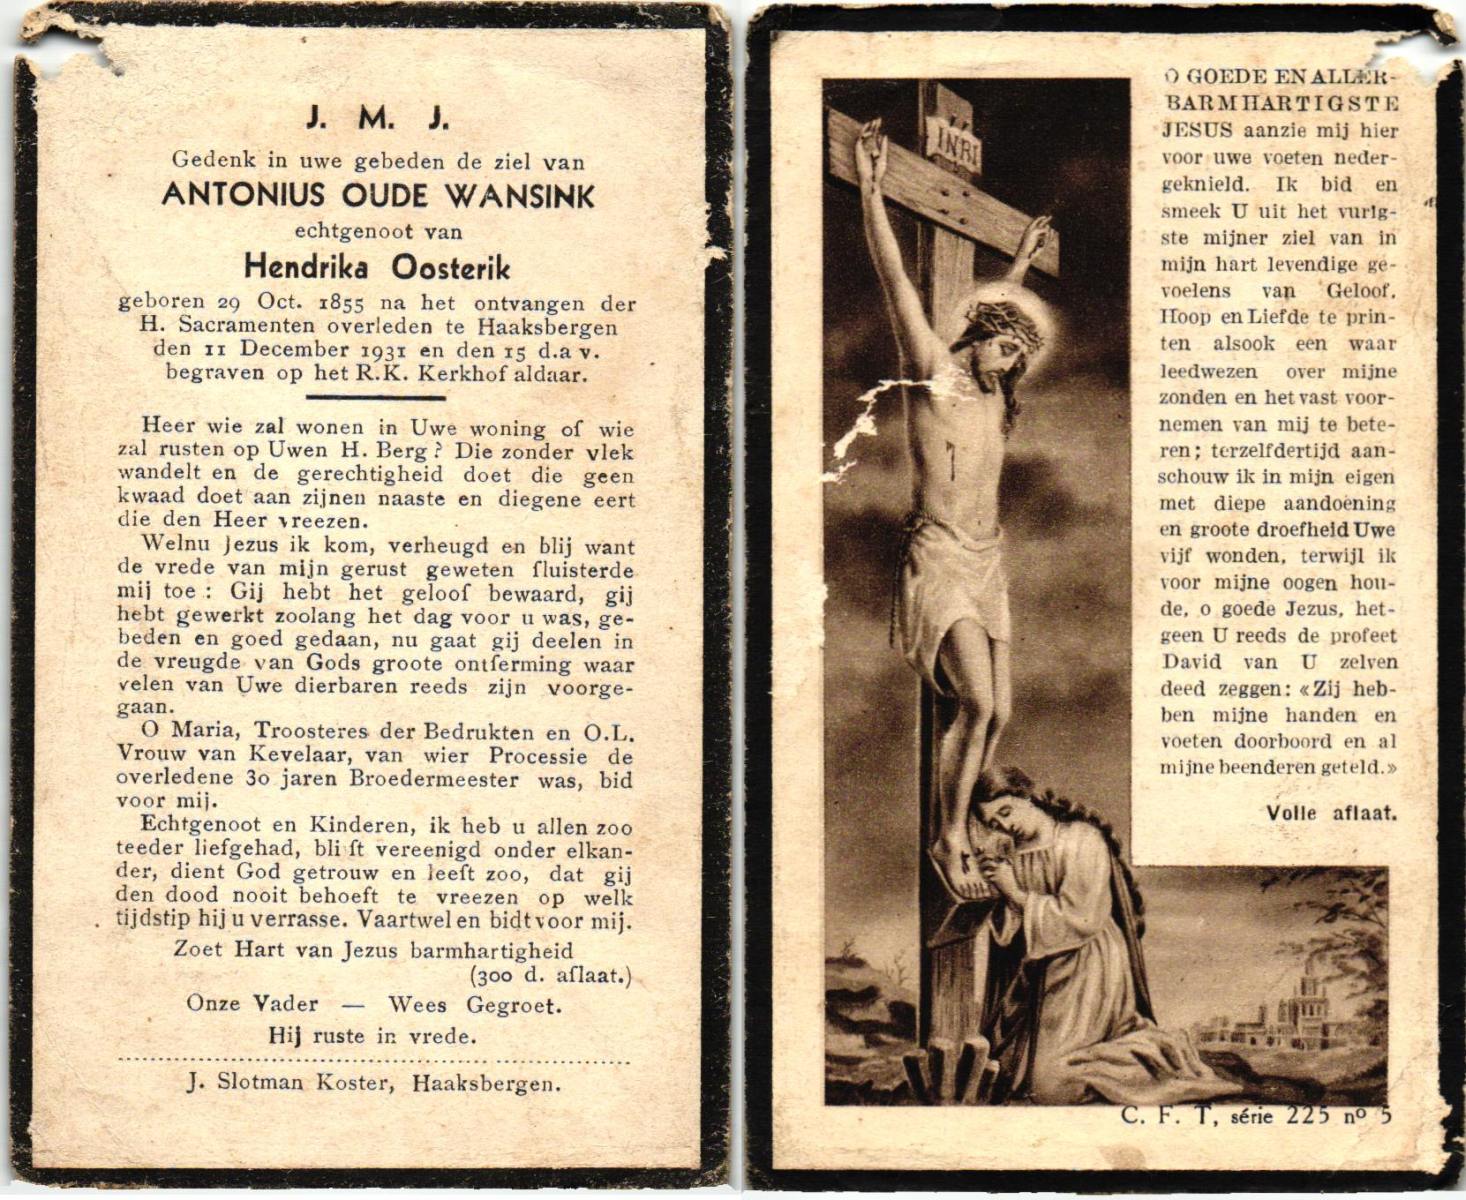 J. M. J.
Gedenk in uwe gebeden de ziel van
ANTONIUS OUDE WANSINK
echtgenoot van
Hendrika Oosterik
geboren 29 Oct. 1855 na het ontvangen der
H. Sacramenten overleden te Haaksbergen
den 11 December 1931 en den 15 d.a v.
begraven op het R.K. Kerkhof aldaar.
Heer wie zal wonen in Uwe woning of wie
zal rusten op Uwen H. Berg? Die zonder vlek
wandelt en de gerechtigheid doet die geen
kwaad doet aan zijnen naaste en diegene eert
die den Heer vreezen.
Welnu Jezus ik kom, verheugd en blij want
de vrede van mijn gerust geweten fluisterde
mij toe : Gij hebt het geloof bewaard, gij
hebt gewerkt zoolang het dag voor u was, ge-
beden en goed gedaan, nu gaat gij deelen in
de vreugde van Gods groote ontferming waar
velen van Uwe dierbaren reeds zijn voorge-
gaan.
O Maria, Troosteres der Bedrukten en O.L.
Vrouw van Kevelaar, van wier Processie de
overledene 30 jaren Broedermeester was, bid
voor mij.
Echtgenoot en Kinderen, ik heb u allen zoo
teeder liefgehad, bli ft vereenigd onder elkan-
der, dient God getrouw en leeft zoo, dat gij
den dood nooit behoeft te vreezen op welk
tijdstip hij u verrasse. Vaartwel en bidt voor mij.
Zoet Hart van Jezus barmhartigheid
(300 d. aflaat.)
Onze Vader — Wees Gegroet.
Hij ruste in vrede.
J. Slotman Koster, Haaksbergen.
INRI
O GOEDE EN ALLER-
BARMHARTIGSTE
JESUS aanzie mij hier
voor uwe voeten neder-
geknield. Ik bid en
smeek U uit het vurig-
ste mijner ziel van in
mijn hart levendige ge-
voelens van Geloof,
Hoop en Liefde te prin-
ten alsook een waar
leedwezen over mijne
zonden en het vast voor-
nemen van mij te bete-
ren; terzelfdertijd aan-
schouw ik in mijn eigen
met diepe aandoening
en groote droefheid Uwe
vijf wonden, terwijl ik
voor mijne oogen hou-
de, o goede Jezus, het-
geen U reeds de profeet
David van U zelven
deed zeggen: «Zij heb-
ben mijne handen en
voeten doorboord en al
mijne beenderen geteld.»
Volle aflaat.
C. F. T, série 225 nº 5